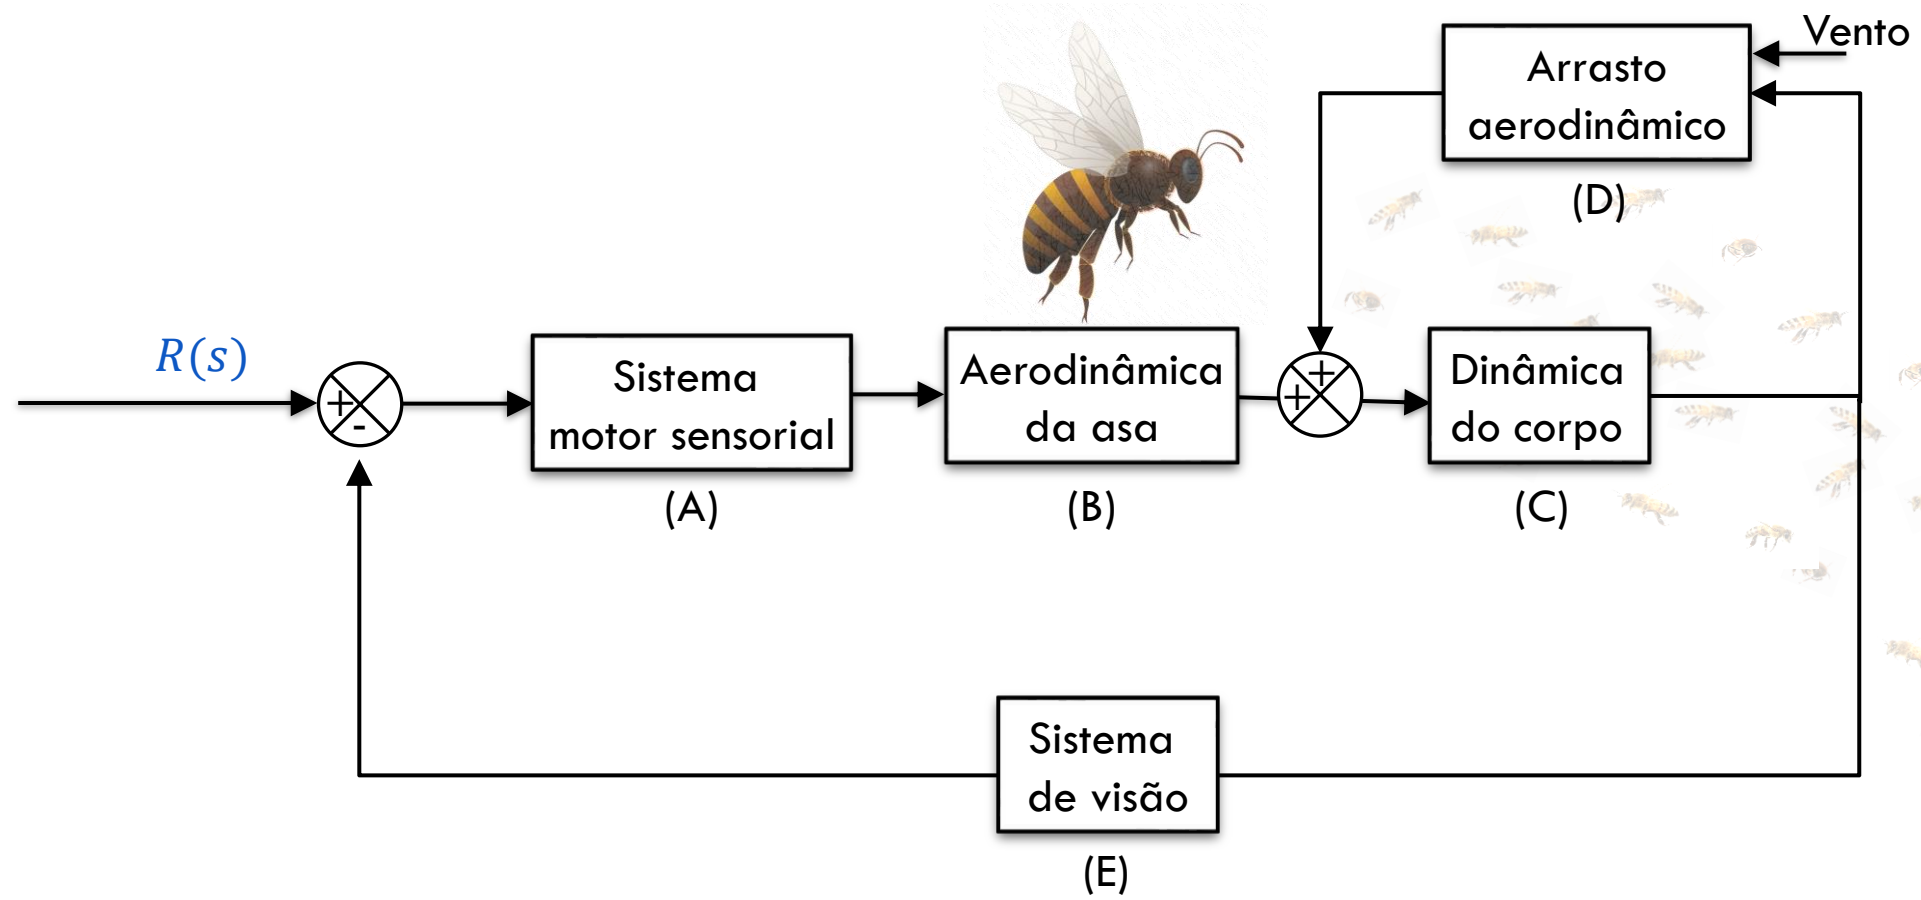 Vento
Arrasto
aerodinâmico
(D)
R(s)
+
-
Sistema
motor sensorial
(A)
Aerodinâmica
da asa
(B)
+
+
Dinâmica
do corpo
(C)
Sistema
de visão
(E)